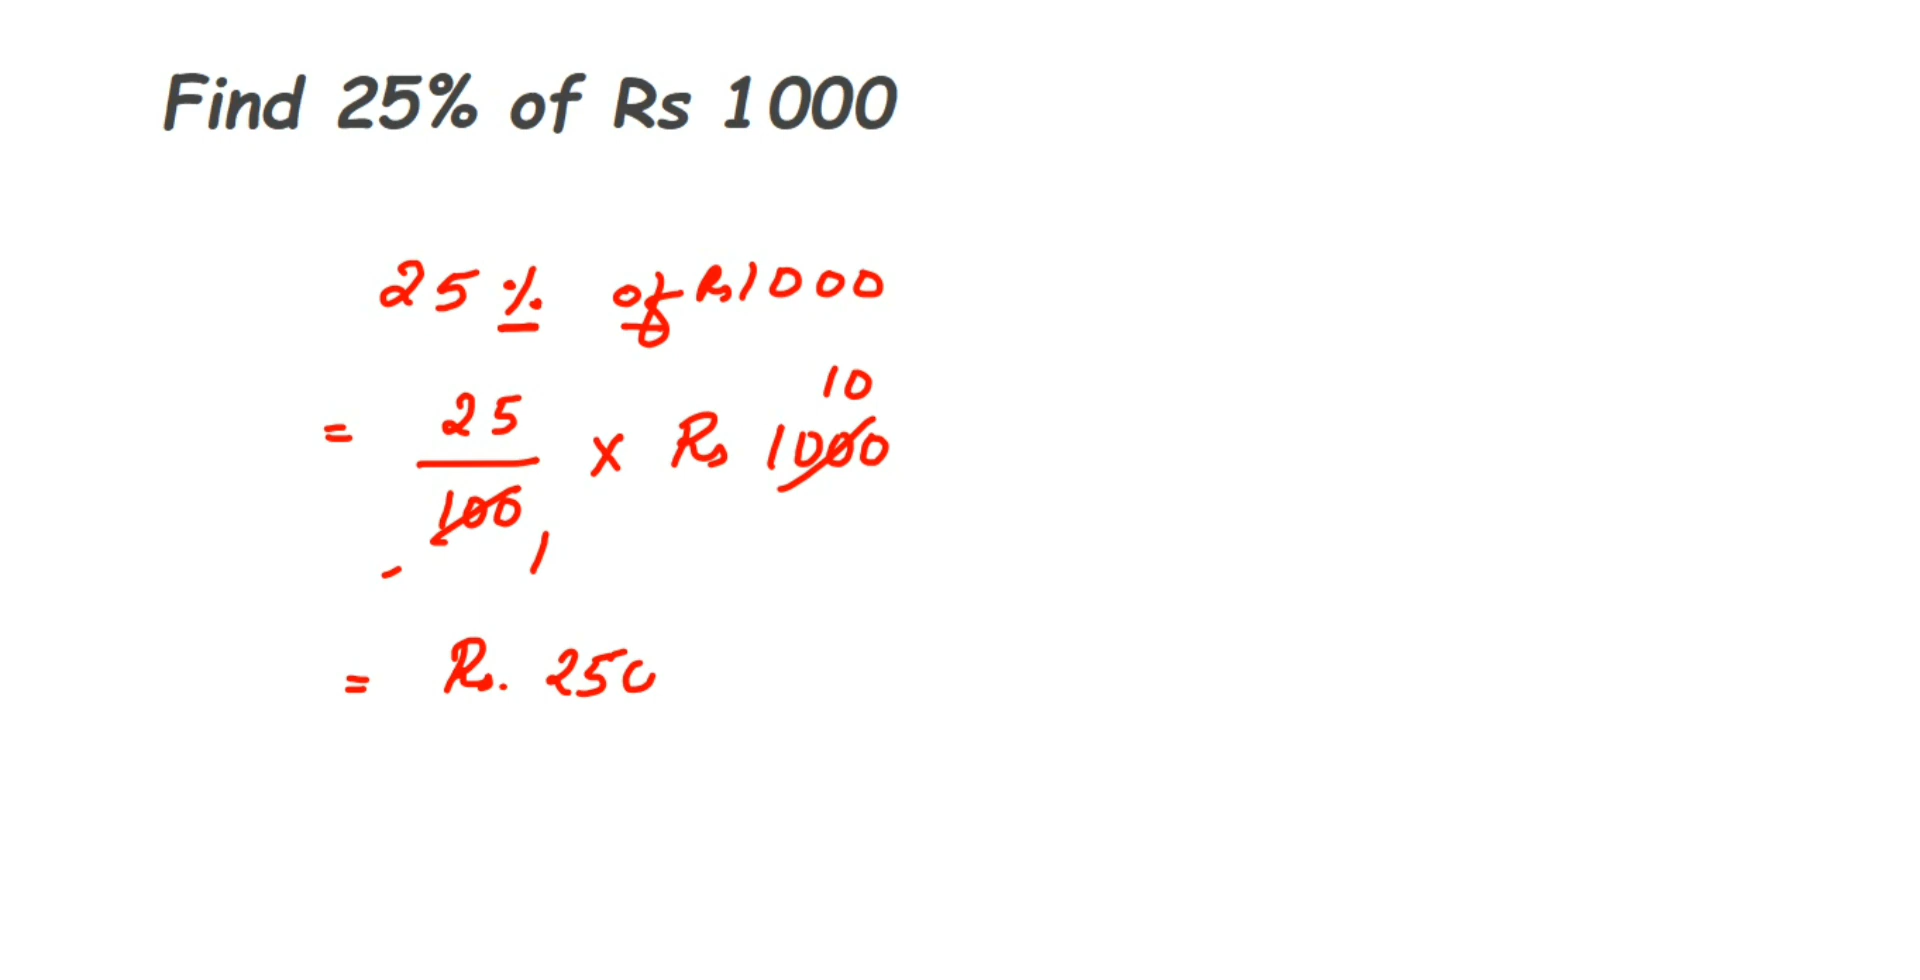 Find 25% of Rs 1000
25 % of Rs 1000
= 25/100 × Rs 1000
10
1
= Rs. 250